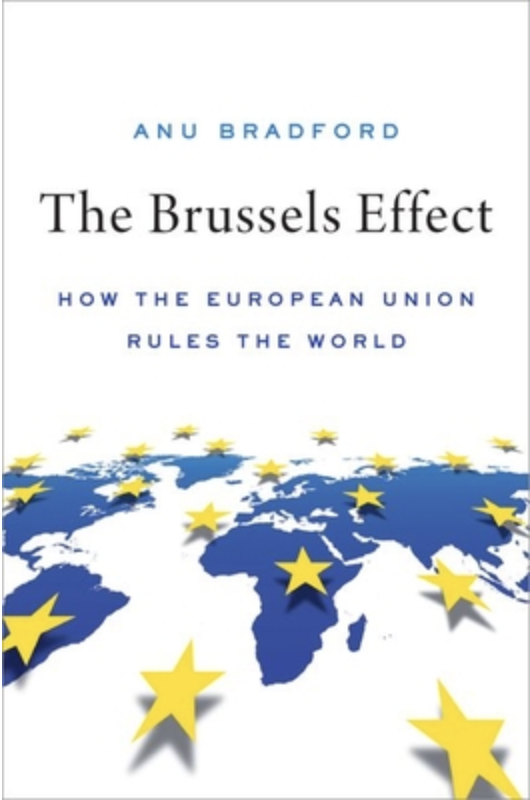 ANU BRADFORD
The Brussels Effect
HOW THE EUROPEAN UNION
RULES THE WORLD